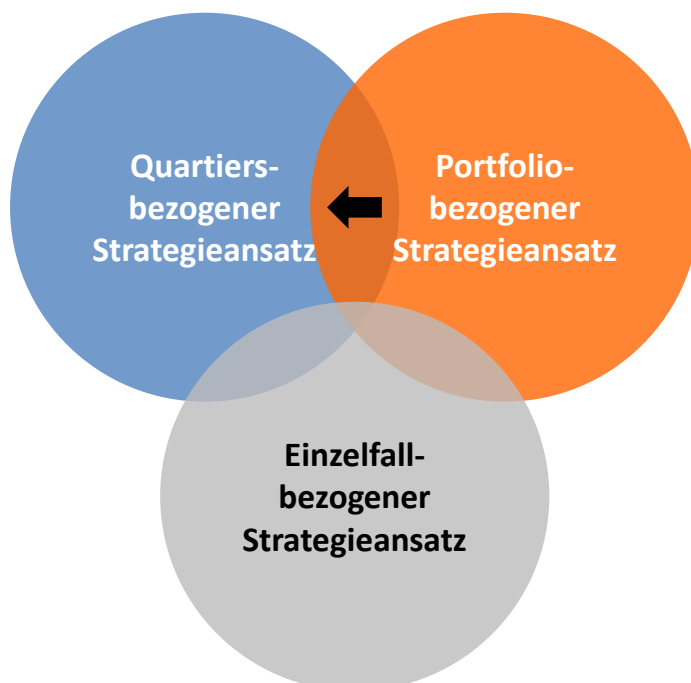 Quartiers-
bezogener
Strategieansatz
Portfolio-
bezogener
Strategieansatz
Einzelfall-
bezogener
Strategieansatz